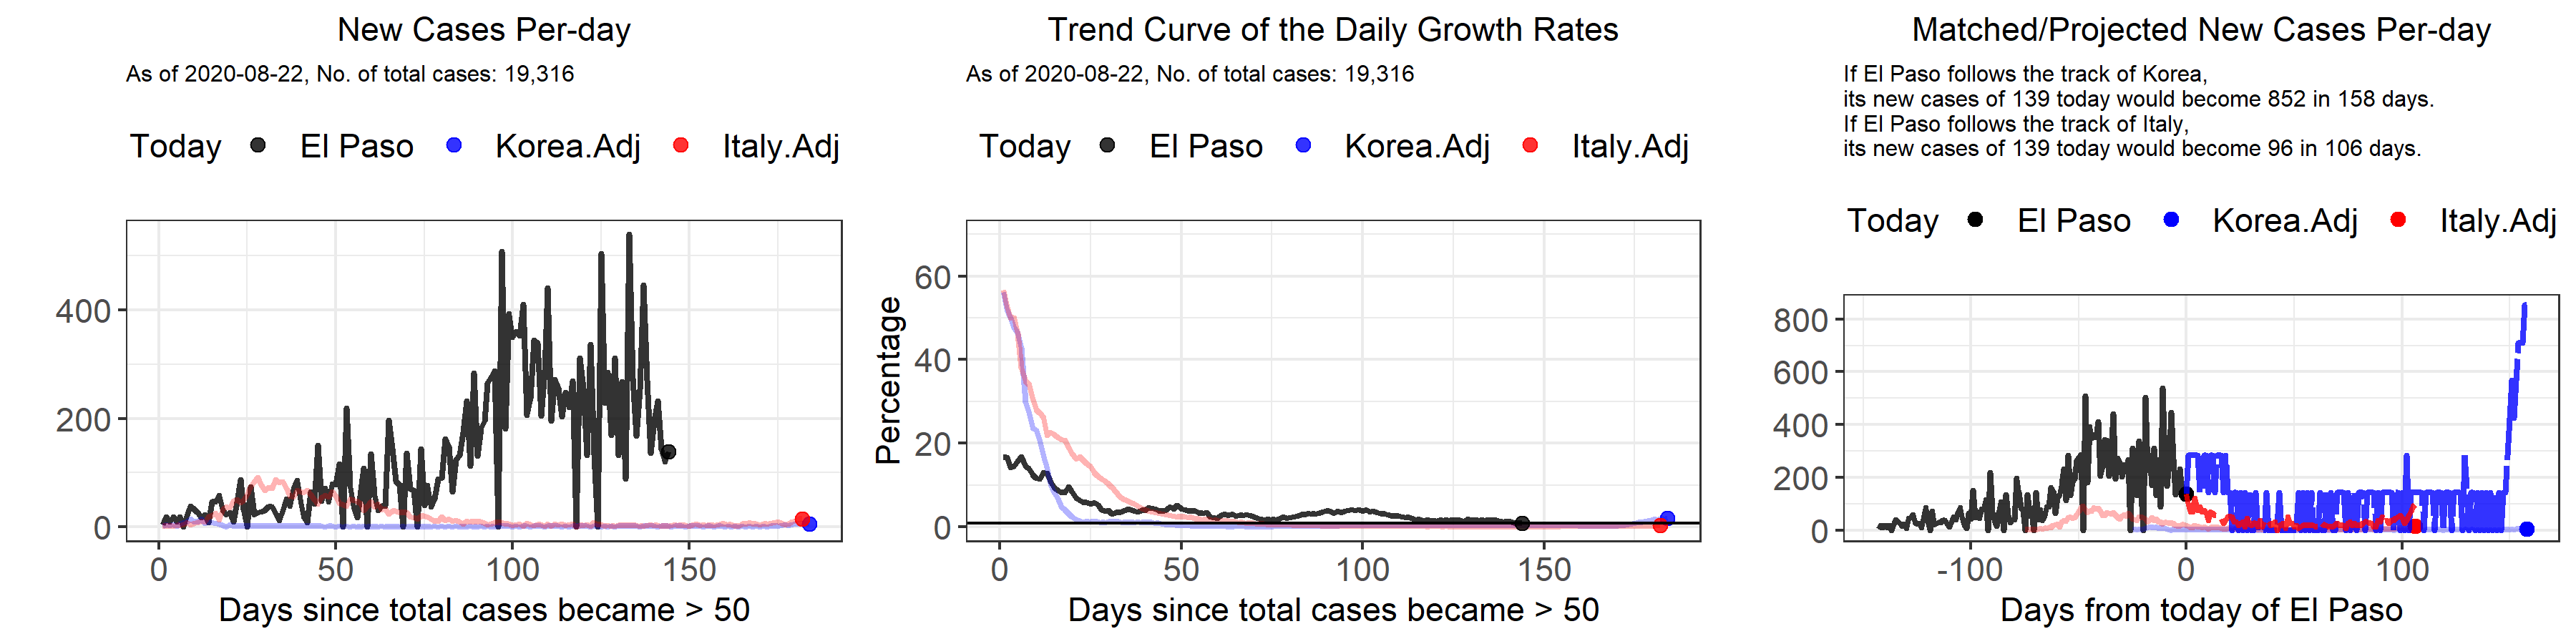 New Cases Per-day
As of 2020-08-22, No. of total cases: 19,316
Today El Paso Korea.Adj Italy.Adj
400
200
0
0 50 100 150
Days since total cases became > 50
Trend Curve of the Daily Growth Rates
As of 2020-08-22, No. of total cases: 19,316
Today El Paso Korea.Adj Italy.Adj
Percentage
60
40
20
0
0 50 100 150
Days since total cases became > 50
Matched/Projected New Cases Per-day
If El Paso follows the track of Korea,
its new cases of 139 today would become 852 in 158 days.
If El Paso follows the track of Italy,
its new cases of 139 today would become 96 in 106 days.
Today El Paso Korea.Adj Italy.Adj
800
600
400
200
0
-100 0 100
Days from today of El Paso